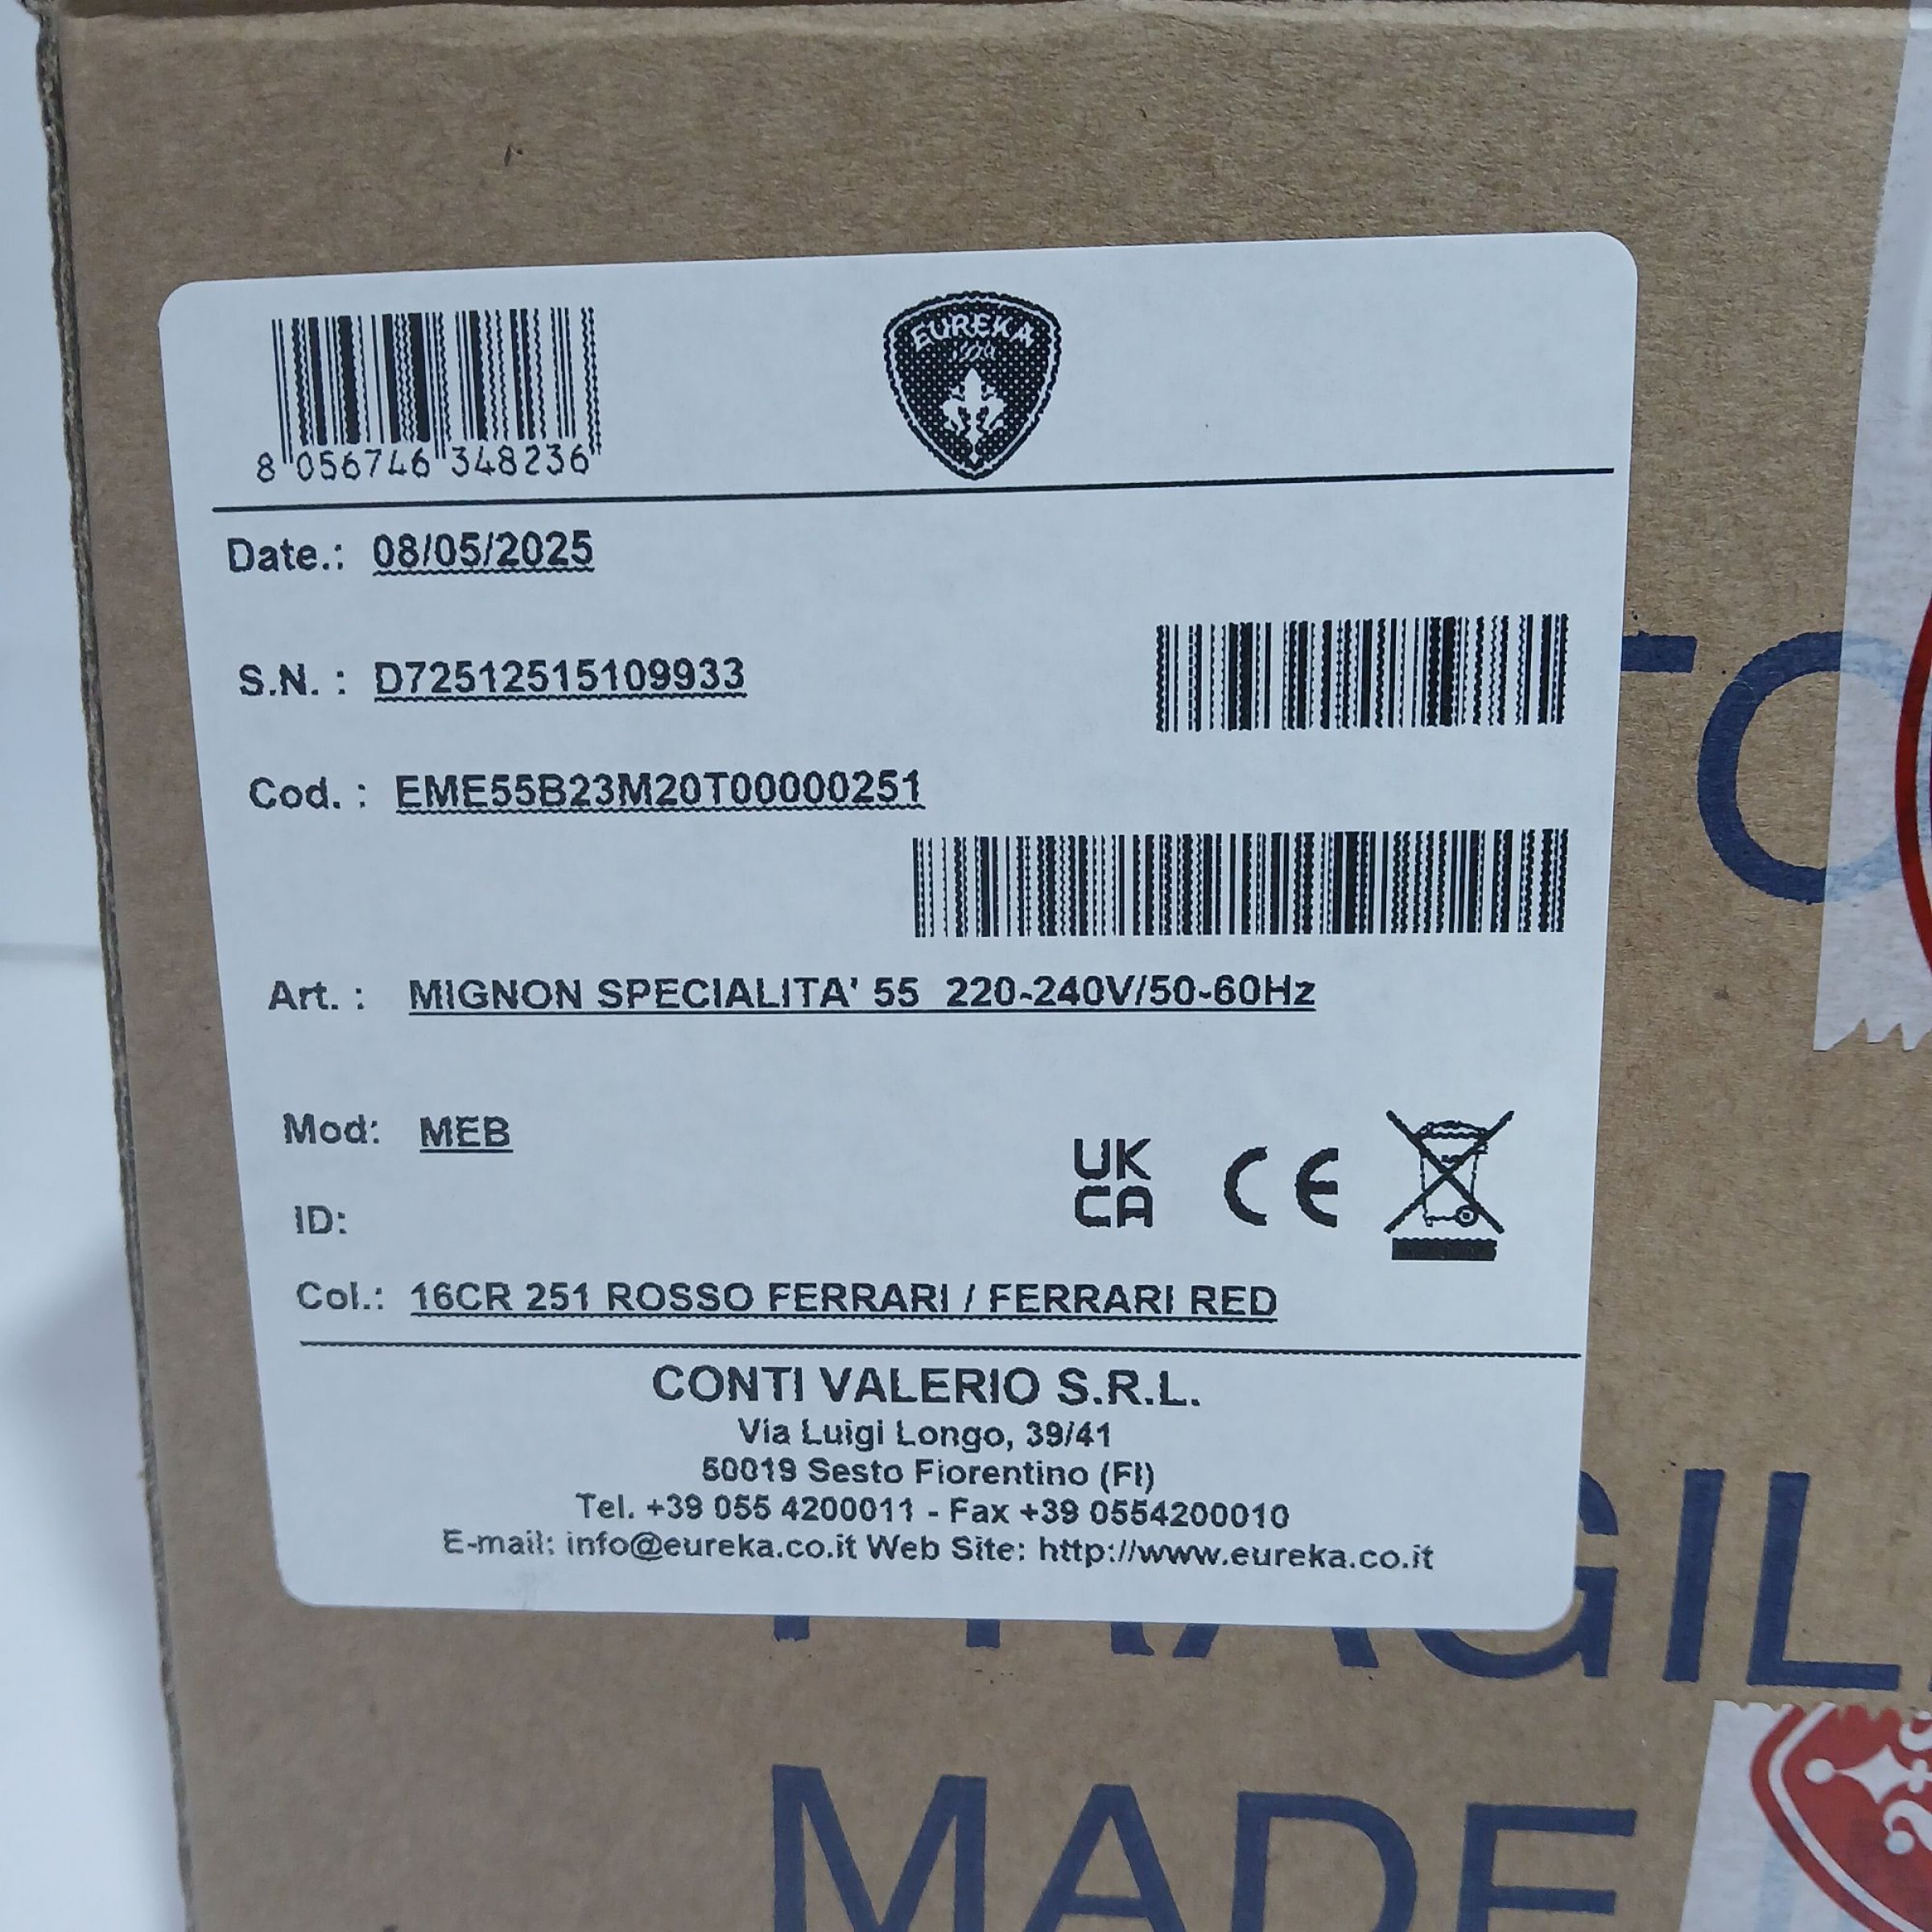 EUREKA
8 056746 348236
Date.: 08/05/2025
S.N. : D72512515109933
TO
Cod. : EME55B23M20T00000251
Art. : MIGNON SPECIALITA' 55 220-240V/50-60Hz
Mod: MEB
UK
CA
CE
ID:
Col.: 16CR 251 ROSSO FERRARI / FERRARI RED
CONTI VALERIO S.R.L.
Via Luigi Longo, 39/41
50019 Sesto Fiorentino (FI)
Tel. +39 055 4200011 - Fax +39 0554200010
E-mail: info@eureka.co.it Web Site: http://www.eureka.co.it
FRAGIL
MADE